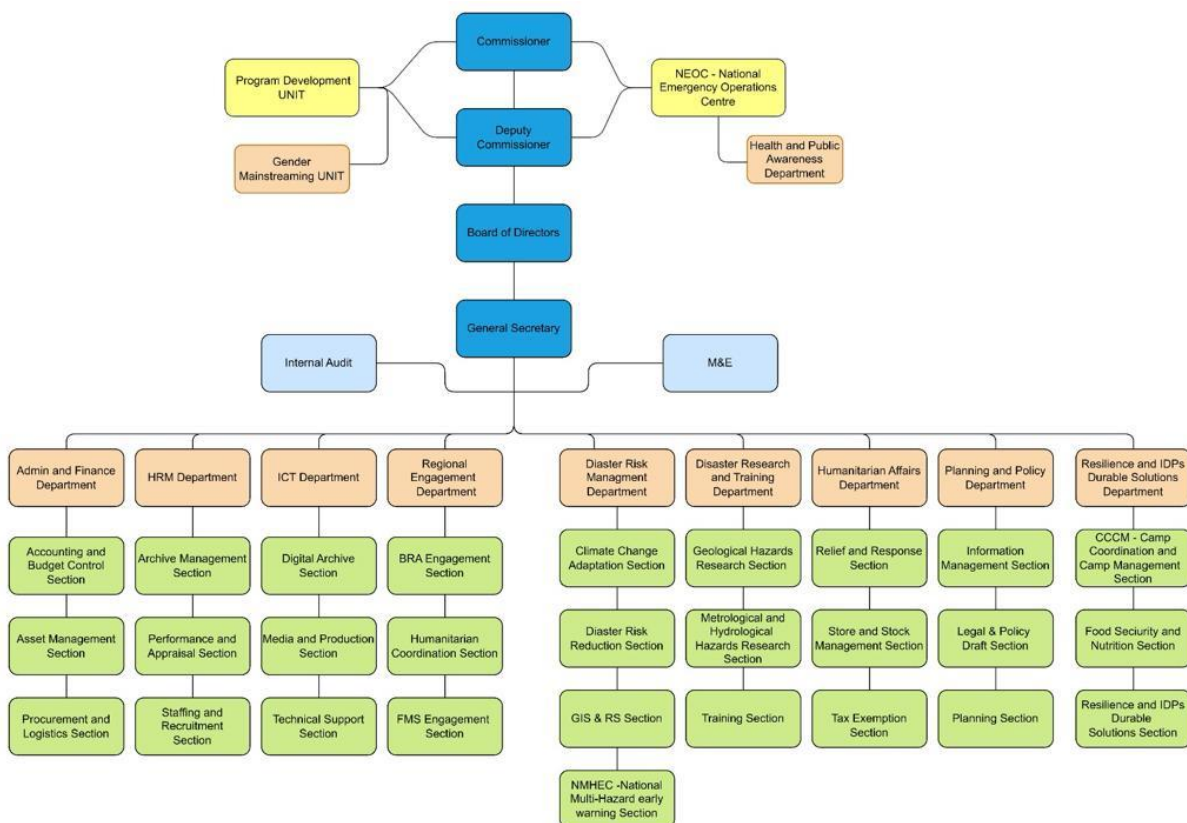 Commissioner
Program Development
UNIT
NEOC - National
Emergency Operations
Centre
Deputy
Commissioner
Gender
Mainstreaming UNIT
Health and Public
Awareness
Department
Board of Directors
General Secretary
Internal Audit
M&E
Admin and Finance
Department
HRM Department
ICT Department
Regional
Engagement
Department
Diaster Risk
Managment
Department
Disaster Research
and Training
Department
Humanitarian Affairs
Department
Planning and Policy
Department
Resilience and IDPs
Durable Solutions
Department
Accounting and
Budget Control
Section
Archive Management
Section
Digital Archive
Section
BRA Engagement
Section
Climate Change
Adaptation Section
Geological Hazards
Research Section
Relief and Response
Section
Information
Management Section
CCCM - Camp
Coordination and
Camp Management
Section
Asset Management
Section
Performance and
Appraisal Section
Media and Production
Section
Humanitarian
Coordination Section
Diaster Risk
Reduction Section
Metrological and
Hydrological
Hazards Research
Section
Store and Stock
Management Section
Legal & Policy
Draft Section
Food Seciurity and
Nutrition Section
Procurement and
Logistics Section
Staffing and
Recruitment
Section
Technical Support
Section
FMS Engagement
Section
GIS & RS Section
Training Section
Tax Exemption
Section
Planning Section
Resilience and IDPs
Durable
Solutions Section
NMHEC -National
Multi-Hazard early
warning Section